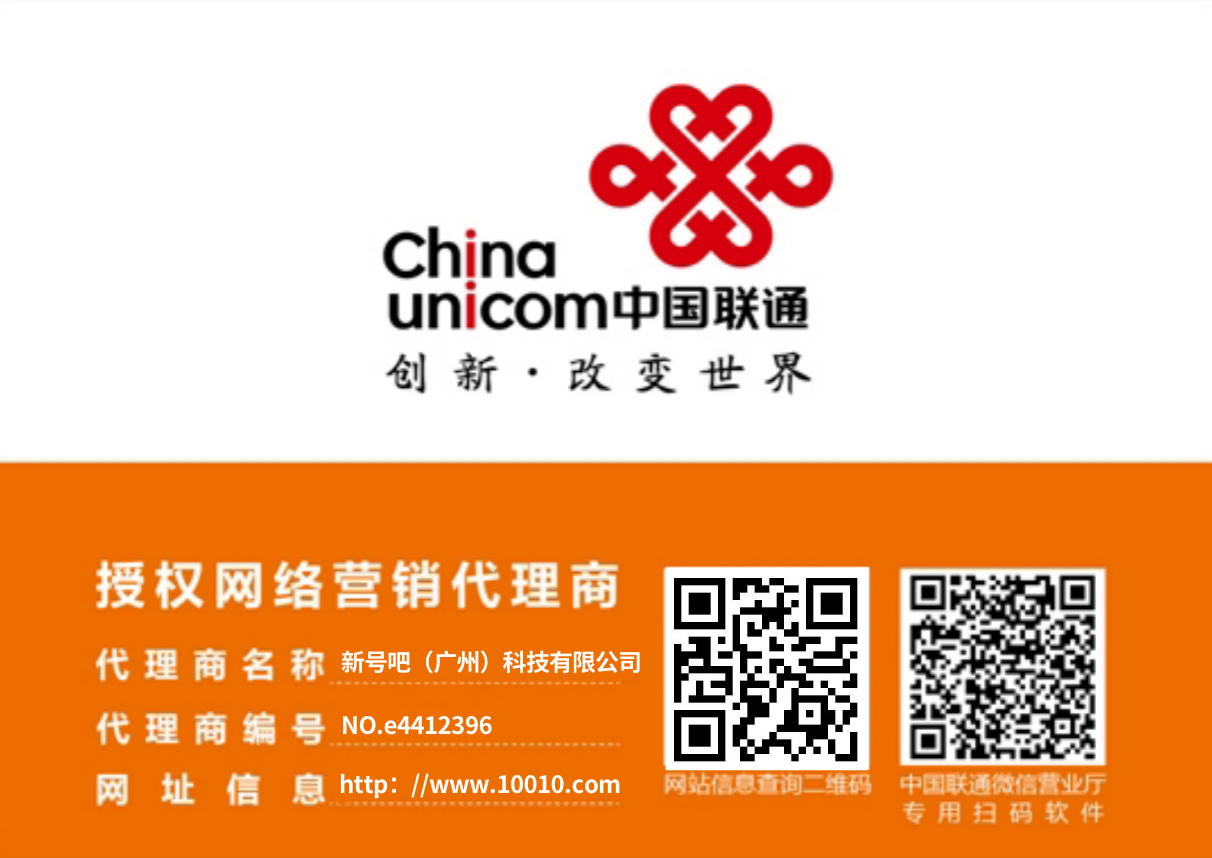 China
unicom中国联通
创新·改变世界
授权网络营销代理商
代理商名称 新号吧（广州）科技有限公司
代理商编号 NO.e4412396
网址信息 http：//www.10010.com
网站信息查询二维码
中国联通微信营业厅
专用扫码软件